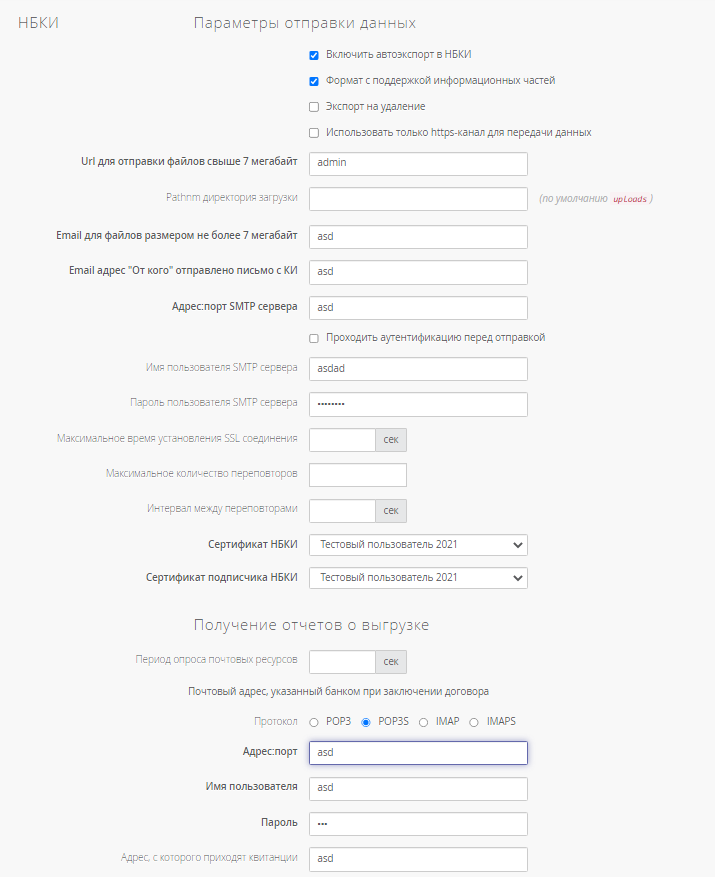 НБКИ
Параметры отправки данных
Включить автоэкспорт в НБКИ
Формат с поддержкой информационных частей
Экспорт на удаление
Использовать только https-канал для передачи данных
Url для отправки файлов свыше 7 мегабайт admin
Pathnm директория загрузки (по умолчанию uploads)
Email для файлов размером не более 7 мегабайт asd
Email адрес "От кого" отправлено письмо с КИ asd
Адрес:порт SMTP сервера asd
Проходить аутентификацию перед отправкой
Имя пользователя SMTP сервера asdad
Пароль пользователя SMTP сервера ••••••••
Максимальное время установления SSL соединения сек
Максимальное количество переповторов
Интервал между переповторами сек
Сертификат НБКИ Тестовый пользователь 2021
Сертификат подписчика НБКИ Тестовый пользователь 2021
Получение отчетов о выгрузке
Период опроса почтовых ресурсов сек
Почтовый адрес, указанный банком при заключении договора
Протокол POP3 POP3S IMAP IMAPS
Адрес:порт asd
Имя пользователя asd
Пароль •••
Адрес, с которого приходят квитанции asd